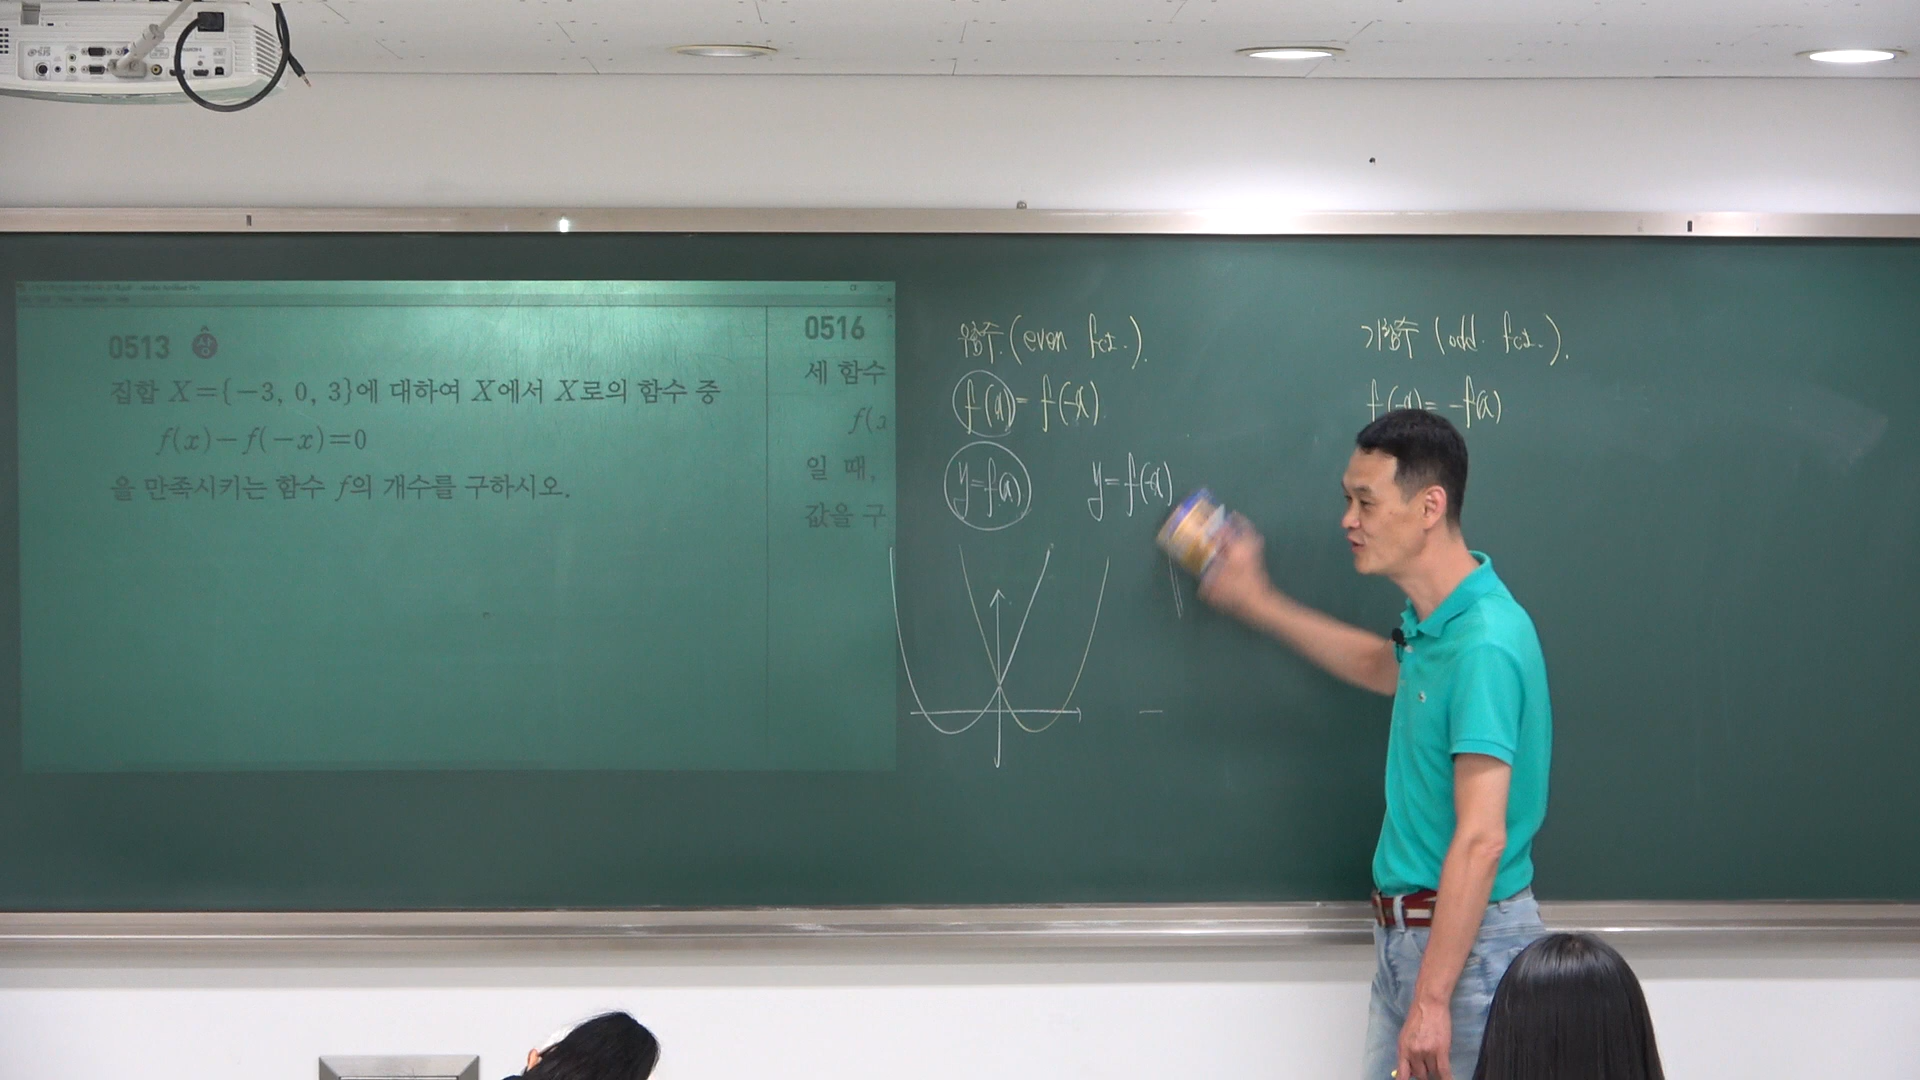 0513 상
집합 X={-3, 0, 3}에 대하여 X에서 X로의 함수 중
f(x)-f(-x)=0
을 만족시키는 함수 f의 개수를 구하시오.
0516
세 함수
f(x
일 때,
값을 구
우함수. (even fct.).
f(x)=f(-x).
y=f(x) y=f(-x)
기함수 (odd. fct.).
f(-x)= -f(x)